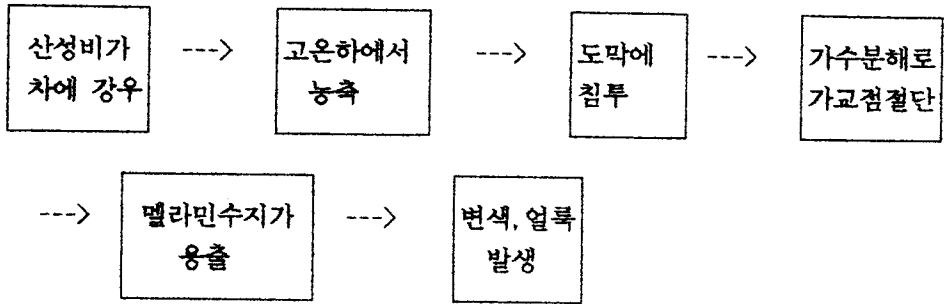 산성비가
차에 강우
--->
고온하에서
농축
--->
도막에
침투
--->
가수분해로
가교점절단
--->
멜라민수지가
용출
--->
변색, 얼룩
발생